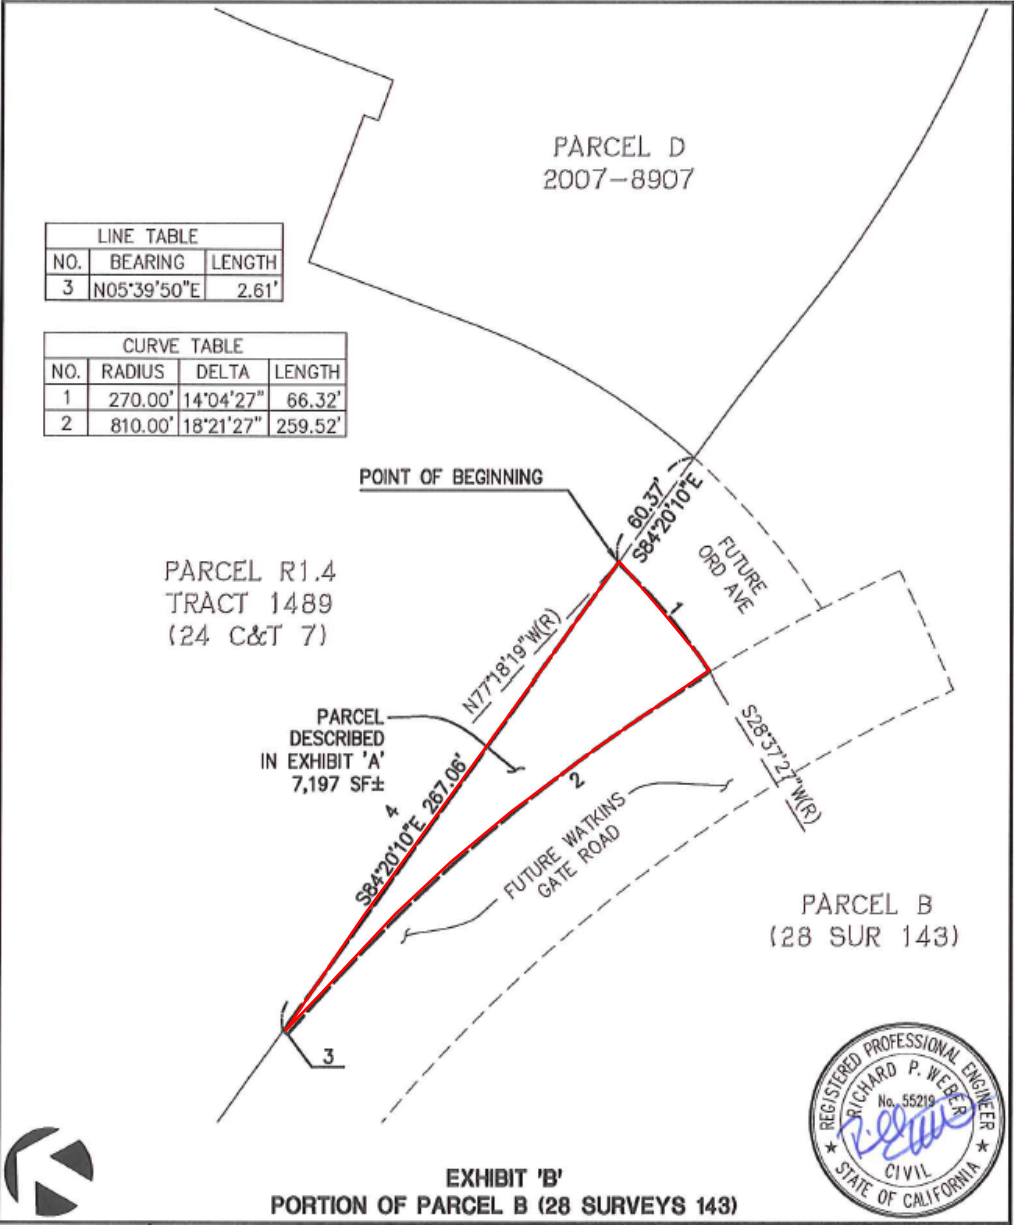 PARCEL D
2007-8907
LINE TABLE
NO. BEARING LENGTH
3 N05°39'50"E 2.61'
CURVE TABLE
NO. RADIUS DELTA LENGTH
1 270.00' 14°04'27" 66.32'
2 810.00' 18°21'27" 259.52'
POINT OF BEGINNING
60.37'
S84°20'10"E
FUTURE
ORD AVE
1
PARCEL R1.4
TRACT 1489
(24 C&T 7)
N77°18'19"W(R)
PARCEL
DESCRIBED
IN EXHIBIT 'A'
7,197 SF±
4
S84°20'10"E 267.06'
2
S28°37'27"W(R)
FUTURE WATKINS
GATE ROAD
PARCEL B
(28 SUR 143)
3
REGISTERED PROFESSIONAL ENGINEER
RICHARD P. WEBER
No. 55219
CIVIL
★ STATE OF CALIFORNIA ★
EXHIBIT 'B'
PORTION OF PARCEL B (28 SURVEYS 143)